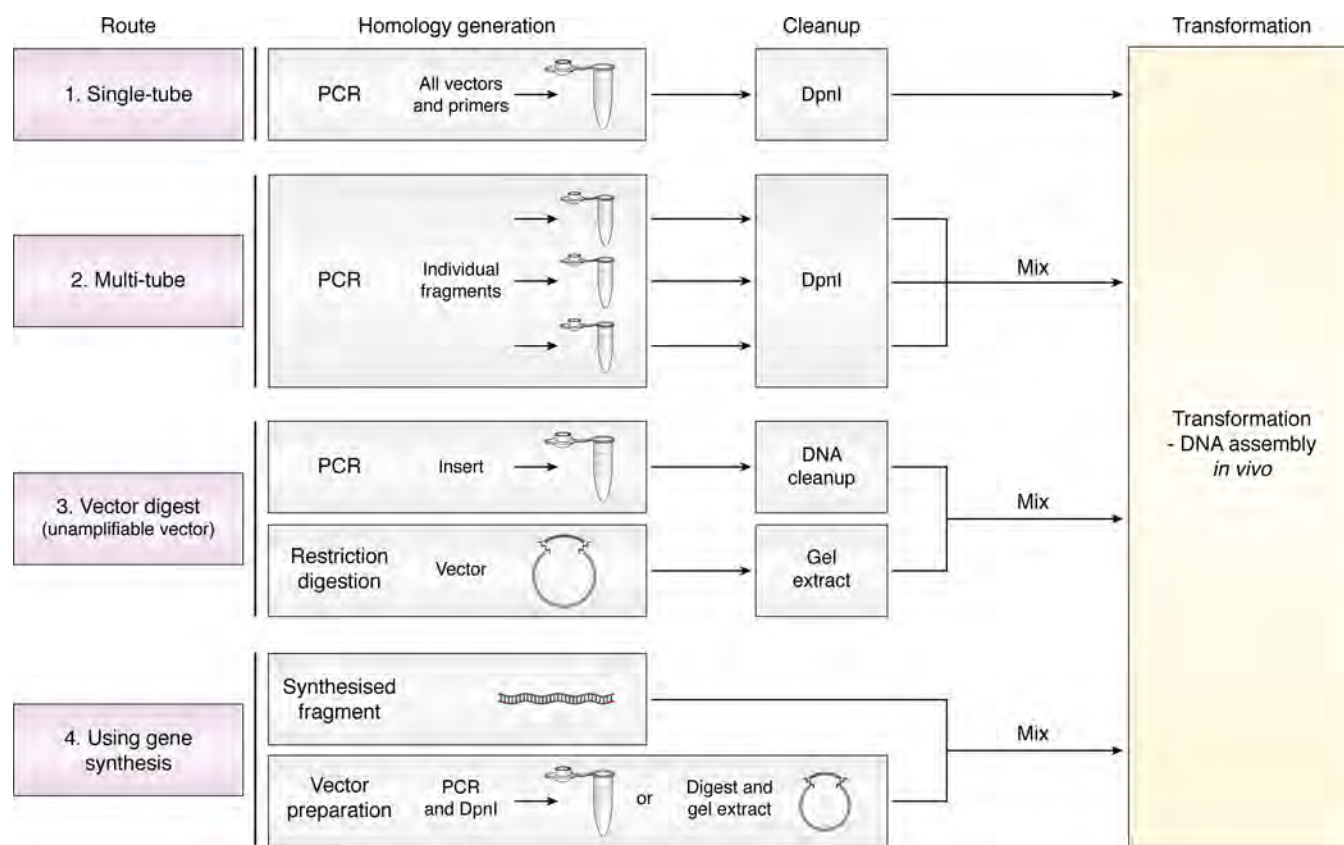 Route
Homology generation
Cleanup
Transformation
1. Single-tube
PCR
All vectors
and primers
DpnI
2. Multi-tube
PCR
Individual
fragments
DpnI
Mix
3. Vector digest
(unamplifiable vector)
PCR
Insert
DNA
cleanup
Restriction
digestion
Vector
Gel
extract
Mix
4. Using gene
synthesis
Synthesised
fragment
Vector
preparation
PCR
and DpnI
or
Digest and
gel extract
Mix
Transformation
- DNA assembly
in vivo